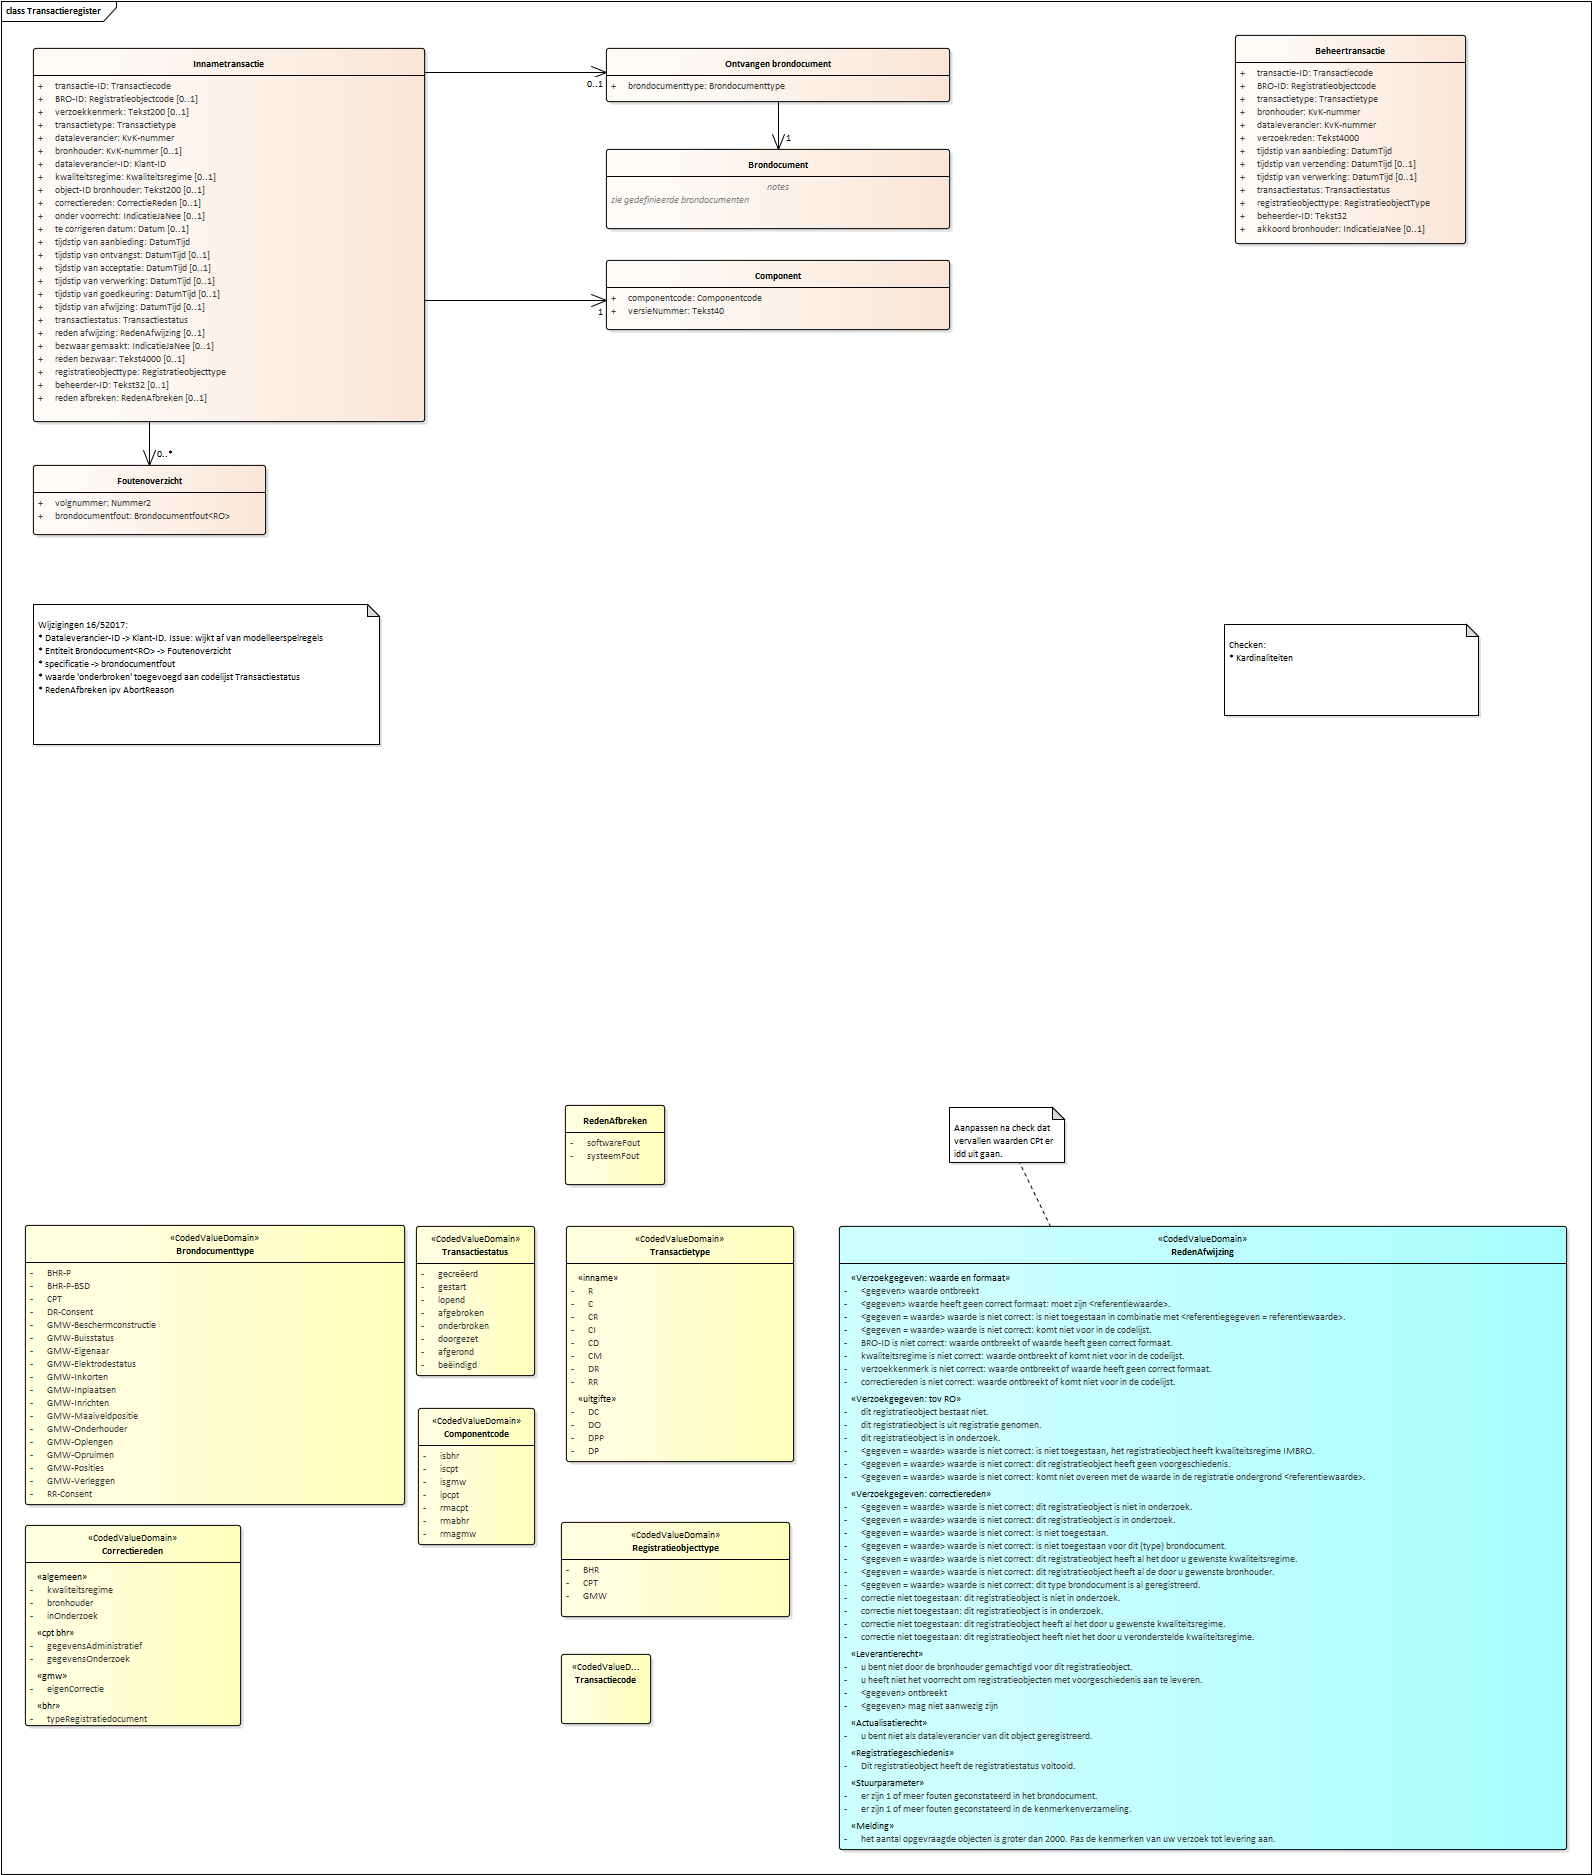 class Transactieregister
Innametransactie
+ transactie-ID: Transactiecode
+ BRO-ID: Registratieobjectcode [0..1]
+ verzoekkenmerk: Tekst200 [0..1]
+ transactietype: Transactietype
+ dataleverancier: KvK-nummer
+ bronhouder: KvK-nummer [0..1]
+ dataleverancier-ID: Klant-ID
+ kwaliteitsregime: Kwaliteitsregime [0..1]
+ object-ID bronhouder: Tekst200 [0..1]
+ correctiereden: CorrectieReden [0..1]
+ onder voorrecht: IndicatieJaNee [0..1]
+ te corrigeren datum: Datum [0..1]
+ tijdstip van aanbieding: DatumTijd
+ tijdstip van ontvangst: DatumTijd [0..1]
+ tijdstip van acceptatie: DatumTijd [0..1]
+ tijdstip van verwerking: DatumTijd [0..1]
+ tijdstip van goedkeuring: DatumTijd [0..1]
+ tijdstip van afwijzing: DatumTijd [0..1]
+ transactiestatus: Transactiestatus
+ reden afwijzing: RedenAfwijzing [0..1]
+ bezwaar gemaakt: IndicatieJaNee [0..1]
+ reden bezwaar: Tekst4000 [0..1]
+ registratieobjecttype: Registratieobjecttype
+ beheerder-ID: Tekst32 [0..1]
+ reden afbreken: RedenAfbreken [0..1]
0..1
Ontvangen brondocument
+ brondocumenttype: Brondocumenttype
1
Brondocument
notes
zie gedefinieerde brondocumenten
1
Component
+ componentcode: Componentcode
+ versieNummer: Tekst40
Beheertransactie
+ transactie-ID: Transactiecode
+ BRO-ID: Registratieobjectcode
+ transactietype: Transactietype
+ bronhouder: KvK-nummer
+ dataleverancier: KvK-nummer
+ verzoekreden: Tekst4000
+ tijdstip van aanbieding: DatumTijd
+ tijdstip van verzending: DatumTijd [0..1]
+ tijdstip van verwerking: DatumTijd [0..1]
+ transactiestatus: Transactiestatus
+ registratieobjecttype: RegistratieobjectType
+ beheerder-ID: Tekst32
+ akkoord bronhouder: IndicatieJaNee [0..1]
0..*
Foutenoverzicht
+ volgnummer: Nummer2
+ brondocumentfout: Brondocumentfout<RO>
Wijzigingen 16/52017:
* Dataleverancier-ID -> Klant-ID. Issue: wijkt af van modelleerspelregels
* Entiteit Brondocument<RO> -> Foutenoverzicht
* specificatie -> brondocumentfout
* waarde 'onderbroken' toegevoegd aan codelijst Transactiestatus
* RedenAfbreken ipv AbortReason
Checken:
* Kardinaliteiten
RedenAfbreken
- softwareFout
- systeemFout
Aanpassen na check dat
vervallen waarden CPt er
idd uit gaan.
«CodedValueDomain»
Brondocumenttype
- BHR-P
- BHR-P-BSD
- CPT
- DR-Consent
- GMW-Beschermconstructie
- GMW-Buisstatus
- GMW-Eigenaar
- GMW-Elektrodestatus
- GMW-Inkorten
- GMW-Inplaatsen
- GMW-Inrichten
- GMW-Maaiveldpositie
- GMW-Onderhouder
- GMW-Oplengen
- GMW-Opruimen
- GMW-Posities
- GMW-Verleggen
- RR-Consent
«CodedValueDomain»
Transactiestatus
- gecreëerd
- gestart
- lopend
- afgebroken
- onderbroken
- doorgezet
- afgerond
- beëindigd
«CodedValueDomain»
Componentcode
- isbhr
- iscpt
- isgmw
- ipcpt
- rmacpt
- rmabhr
- rmagmw
«CodedValueDomain»
Transactietype
«inname»
- R
- C
- CR
- CI
- CD
- CM
- DR
- RR
«uitgifte»
- DC
- DO
- DPP
- DP
«CodedValueDomain»
Registratieobjecttype
- BHR
- CPT
- GMW
«CodedValueD...
Transactiecode
«CodedValueDomain»
Correctiereden
«algemeen»
- kwaliteitsregime
- bronhouder
- inOnderzoek
«cpt bhr»
- gegevensAdministratief
- gegevensOnderzoek
«gmw»
- eigenCorrectie
«bhr»
- typeRegistratiedocument
«CodedValueDomain»
RedenAfwijzing
«Verzoekgegeven: waarde en formaat»
- <gegeven> waarde ontbreekt
- <gegeven> waarde heeft geen correct formaat: moet zijn <referentiewaarde>.
- <gegeven = waarde> waarde is niet correct: is niet toegestaan in combinatie met <referentiegegeven = referentiewaarde>.
- <gegeven = waarde> waarde is niet correct: komt niet voor in de codelijst.
- BRO-ID is niet correct: waarde ontbreekt of waarde heeft geen correct formaat.
- kwaliteitsregime is niet correct: waarde ontbreekt of komt niet voor in de codelijst.
- verzoekkenmerk is niet correct: waarde ontbreekt of waarde heeft geen correct formaat.
- correctiereden is niet correct: waarde ontbreekt of komt niet voor in de codelijst.
«Verzoekgegeven: tov RO»
- dit registratieobject bestaat niet.
- dit registratieobject is uit registratie genomen.
- dit registratieobject is in onderzoek.
- <gegeven = waarde> waarde is niet correct: is niet toegestaan, het registratieobject heeft kwaliteitsregime IMBRO.
- <gegeven = waarde> waarde is niet correct: dit registratieobject heeft geen voorgeschiedenis.
- <gegeven = waarde> waarde is niet correct: komt niet overeen met de waarde in de registratie ondergrond <referentiewaarde>.
«Verzoekgegeven: correctiereden»
- <gegeven = waarde> waarde is niet correct: dit registratieobject is niet in onderzoek.
- <gegeven = waarde> waarde is niet correct: dit registratieobject is in onderzoek.
- <gegeven = waarde> waarde is niet correct: is niet toegestaan.
- <gegeven = waarde> waarde is niet correct: is niet toegestaan voor dit (type) brondocument.
- <gegeven = waarde> waarde is niet correct: dit registratieobject heeft al het door u gewenste kwaliteitsregime.
- <gegeven = waarde> waarde is niet correct: dit registratieobject heeft al de door u gewenste bronhouder.
- <gegeven = waarde> waarde is niet correct: dit type brondocument is al geregistreerd.
- correctie niet toegestaan: dit registratieobject is niet in onderzoek.
- correctie niet toegestaan: dit registratieobject is in onderzoek.
- correctie niet toegestaan: dit registratieobject heeft al het door u gewenste kwaliteitsregime.
- correctie niet toegestaan: dit registratieobject heeft niet het door u veronderstelde kwaliteitsregime.
«Leverantierecht»
- u bent niet door de bronhouder gemachtigd voor dit registratieobject.
- u heeft niet het voorrecht om registratieobjecten met voorgeschiedenis aan te leveren.
- <gegeven> ontbreekt
- <gegeven> mag niet aanwezig zijn
«Actualisatierecht»
- u bent niet als dataleverancier van dit object geregistreerd.
«Registratiegeschiedenis»
- Dit registratieobject heeft de registratiestatus voltooid.
«Stuurparameter»
- er zijn 1 of meer fouten geconstateerd in het brondocument.
- er zijn 1 of meer fouten geconstateerd in de kenmerkenverzameling.
«Melding»
- het aantal opgevraagde objecten is groter dan 2000. Pas de kenmerken van uw verzoek tot levering aan.